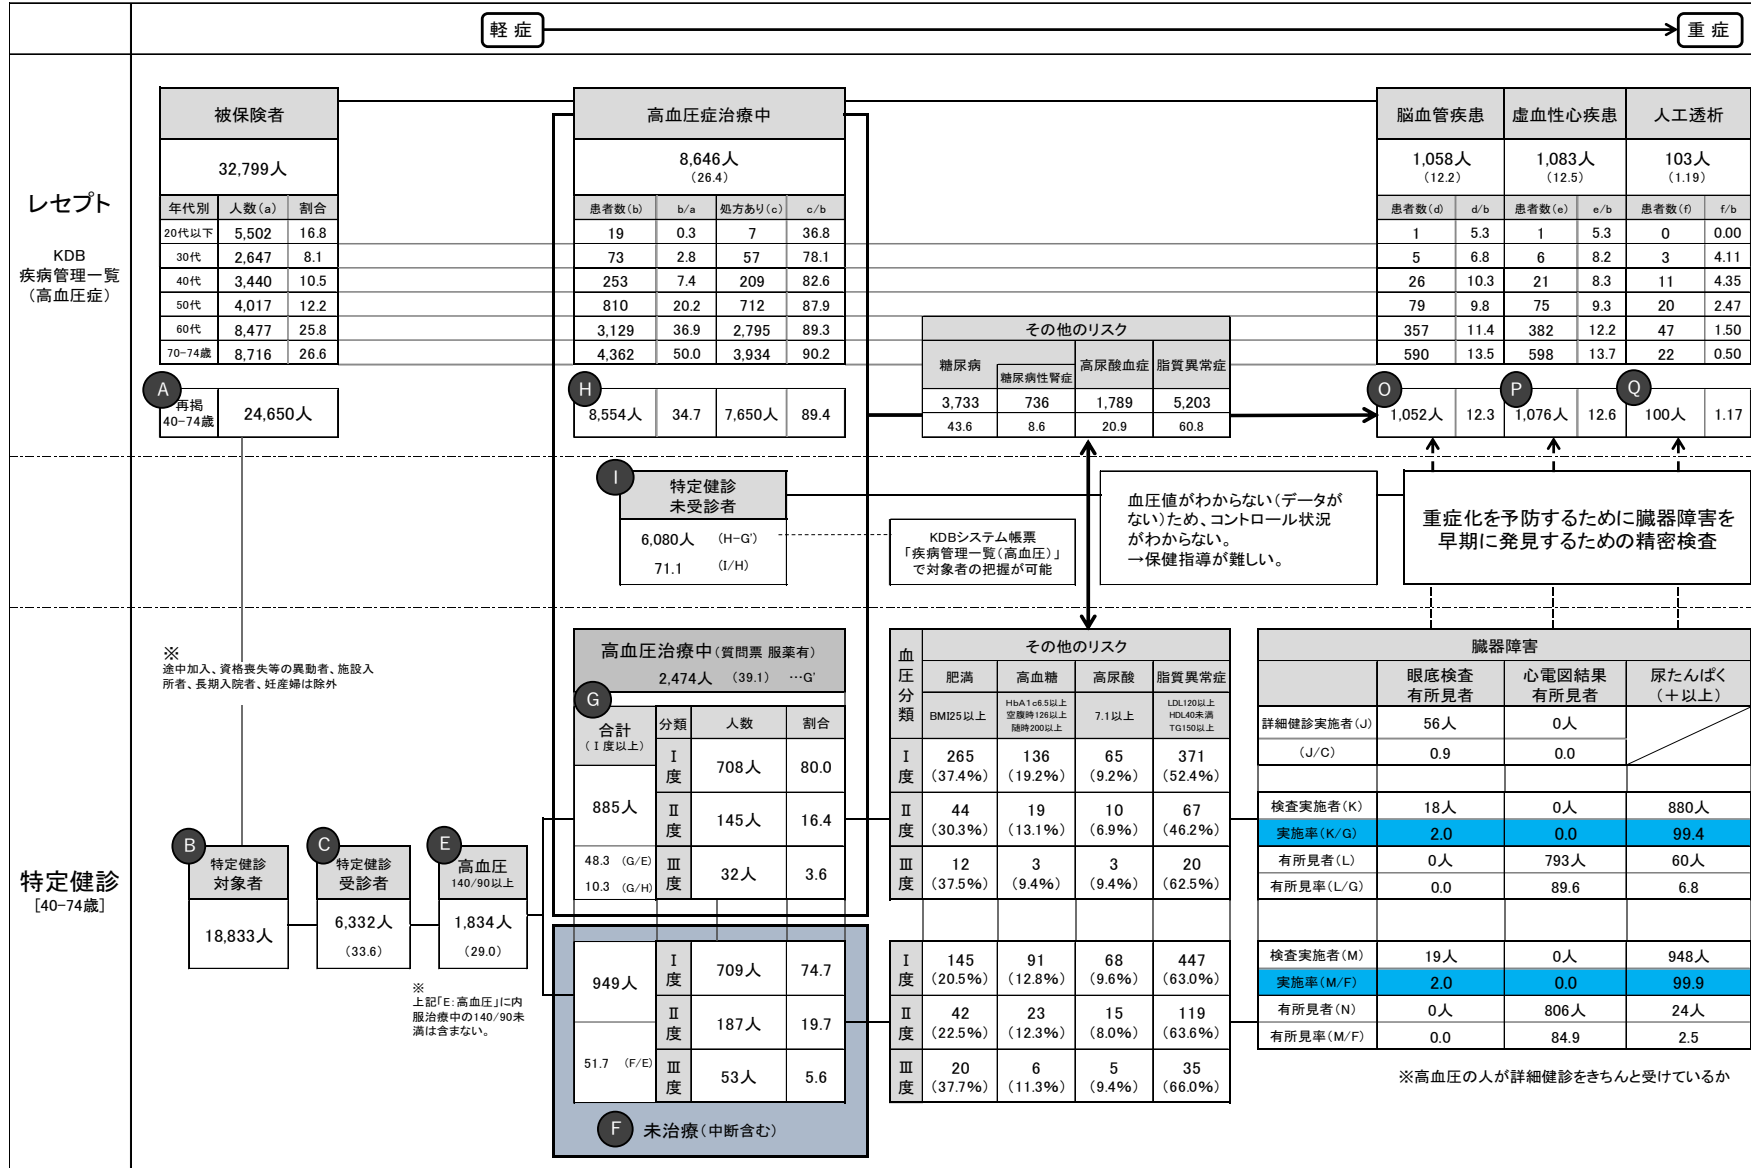 軽 症
重 症
レセプト
KDB
疾病管理一覧
（高血圧症）
被保険者
32,799人
年代別 人数(a) 割合
20代以下 5,502 16.8
30代 2,647 8.1
40代 3,440 10.5
50代 4,017 12.2
60代 8,477 25.8
70-74歳 8,716 26.6
A
再掲
40-74歳
24,650人
高血圧症治療中
8,646人
(26.4)
患者数(b) b/a 処方あり(c) c/b
19 0.3 7 36.8
73 2.8 57 78.1
253 7.4 209 82.6
810 20.2 712 87.9
3,129 36.9 2,795 89.3
4,362 50.0 3,934 90.2
H
8,554人 34.7 7,650人 89.4
その他のリスク
糖尿病 糖尿病性腎症 高尿酸血症 脂質異常症
3,733 736 1,789 5,203
43.6 8.6 20.9 60.8
脳血管疾患 虚血性心疾患 人工透析
1,058人 1,083人 103人
(12.2) (12.5) (1.19)
患者数(d) d/b 患者数(e) e/b 患者数(f) f/b
1 5.3 1 5.3 0 0.00
5 6.8 6 8.2 3 4.11
26 10.3 21 8.3 11 4.35
79 9.8 75 9.3 20 2.47
357 11.4 382 12.2 47 1.50
590 13.5 598 13.7 22 0.50
O P Q
1,052人 12.3 1,076人 12.6 100人 1.17
I
特定健診
未受診者
6,080人 (H-G')
71.1 (I/H)
KDBシステム帳票
「疾病管理一覧（高血圧）」
で対象者の把握が可能
血圧値がわからない（データが
ない）ため、コントロール状況
がわからない。
→保健指導が難しい。
重症化を予防するために臓器障害を
早期に発見するための精密検査
特定健診
［40-74歳］
※
途中加入、資格喪失等の異動者、施設入
所者、長期入院者、妊産婦は除外
B
特定健診
対象者
18,833人
C
特定健診
受診者
6,332人
(33.6)
E
高血圧
140/90以上
1,834人
(29.0)
※
上記「E:高血圧」に内
服治療中の140/90未
満は含まない。
高血圧治療中（質問票 服薬有）
2,474人 (39.1) …G'
G
合計
（Ⅰ度以上）
分類 人数 割合
885人
48.3 (G/E)
10.3 (G/H)
Ⅰ度 708人 80.0
Ⅱ度 145人 16.4
Ⅲ度 32人 3.6
949人
51.7 (F/E)
Ⅰ度 709人 74.7
Ⅱ度 187人 19.7
Ⅲ度 53人 5.6
F 未治療（中断含む）
血圧分類
その他のリスク
肥満 高血糖 高尿酸 脂質異常症
BMI25以上
HbA1c6.5以上
空腹時126以上
随時200以上
7.1以上
LDL120以上
HDL40未満
TG150以上
Ⅰ度 265 136 65 371
(37.4%) (19.2%) (9.2%) (52.4%)
Ⅱ度 44 19 10 67
(30.3%) (13.1%) (6.9%) (46.2%)
Ⅲ度 12 3 3 20
(37.5%) (9.4%) (9.4%) (62.5%)
Ⅰ度 145 91 68 447
(20.5%) (12.8%) (9.6%) (63.0%)
Ⅱ度 42 23 15 119
(22.5%) (12.3%) (8.0%) (63.6%)
Ⅲ度 20 6 5 35
(37.7%) (11.3%) (9.4%) (66.0%)
臓器障害
眼底検査
有所見者
心電図結果
有所見者
尿たんぱく
（＋以上）
詳細健診実施者(J) 56人 0人
(J/C) 0.9 0.0
検査実施者(K) 18人 0人 880人
実施率(K/G) 2.0 0.0 99.4
有所見者(L) 0人 793人 60人
有所見率(L/G) 0.0 89.6 6.8
検査実施者(M) 19人 0人 948人
実施率(M/F) 2.0 0.0 99.9
有所見者(N) 0人 806人 24人
有所見率(M/F) 0.0 84.9 2.5
※高血圧の人が詳細健診をきちんと受けているか